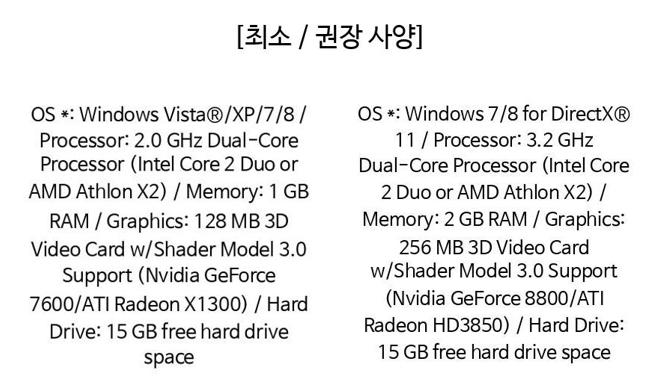 [최소 / 권장 사양]
OS *: Windows Vista®/XP/7/8 /
Processor: 2.0 GHz Dual-Core
Processor (Intel Core 2 Duo or
AMD Athlon X2) / Memory: 1 GB
RAM / Graphics: 128 MB 3D
Video Card w/Shader Model 3.0
Support (Nvidia GeForce
7600/ATI Radeon X1300) / Hard
Drive: 15 GB free hard drive
space
OS *: Windows 7/8 for DirectX®
11 / Processor: 3.2 GHz
Dual-Core Processor (Intel Core
2 Duo or AMD Athlon X2) /
Memory: 2 GB RAM / Graphics:
256 MB 3D Video Card
w/Shader Model 3.0 Support
(Nvidia GeForce 8800/ATI
Radeon HD3850) / Hard Drive:
15 GB free hard drive space